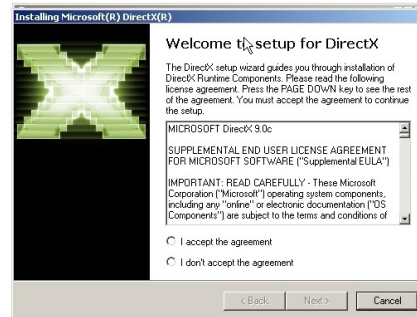 Installing Microsoft(R) DirectX(R)
Welcome to setup for DirectX
The DirectX setup wizard guides you through installation of
DirectX Runtime Components. Please read the following
license agreement. Press the PAGE DOWN key to see the rest
of the agreement. You must accept the agreement to continue
the setup.
MICROSOFT DirectX 9.0c
SUPPLEMENTAL END USER LICENSE AGREEMENT
FOR MICROSOFT SOFTWARE ("Supplemental EULA")
IMPORTANT: READ CAREFULLY - These Microsoft
Corporation ("Microsoft") operating system components,
including any "online" or electronic documentation ("OS
Components") are subject to the terms and conditions of
I accept the agreement
I don't accept the agreement
< Back
Next >
Cancel